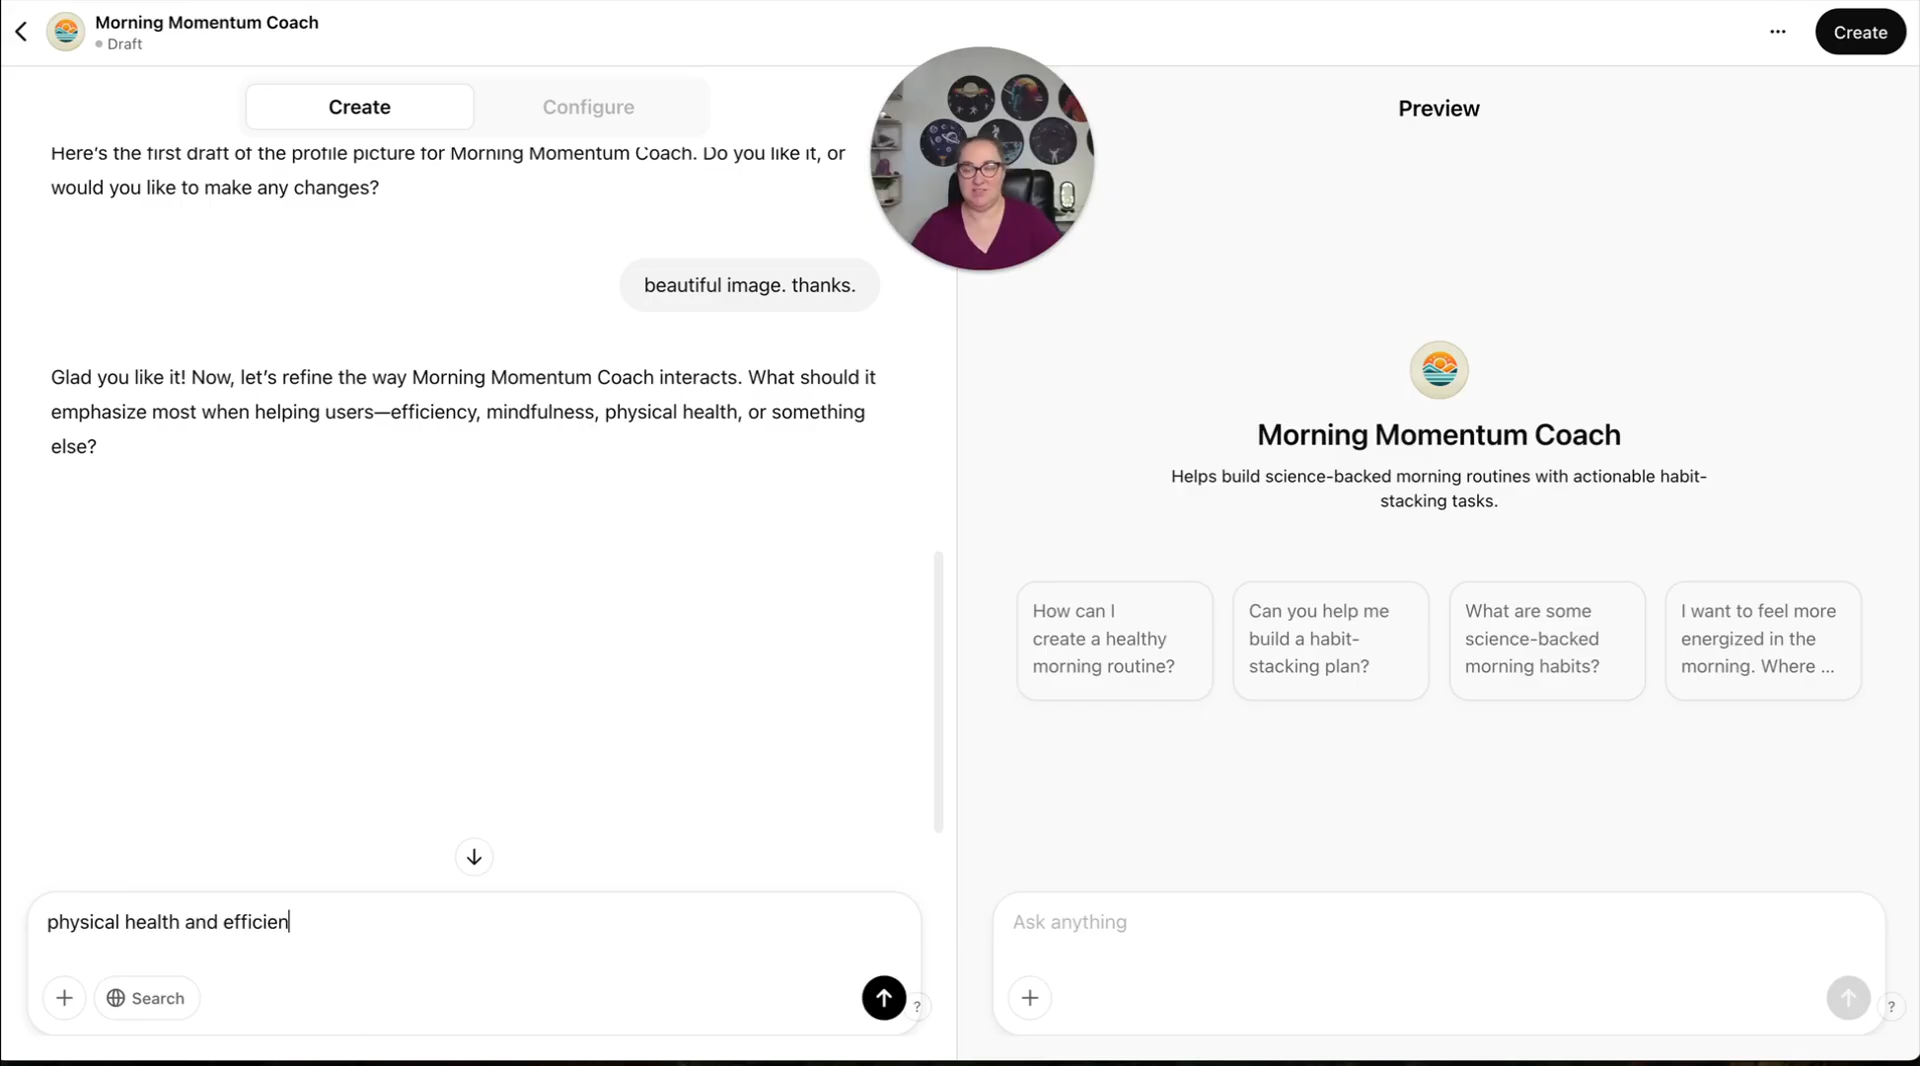 Morning Momentum Coach
Draft
Create
Create
Configure
Here's the first draft of the profile picture for Morning Momentum Coach. Do you like it, or
would you like to make any changes?
beautiful image. thanks.
Glad you like it! Now, let's refine the way Morning Momentum Coach interacts. What should it
emphasize most when helping users—efficiency, mindfulness, physical health, or something
else?
physical health and efficien
Search
?
Preview
Morning Momentum Coach
Helps build science-backed morning routines with actionable habit-
stacking tasks.
How can I
create a healthy
morning routine?
Can you help me
build a habit-
stacking plan?
What are some
science-backed
morning habits?
I want to feel more
energized in the
morning. Where ...
Ask anything
?